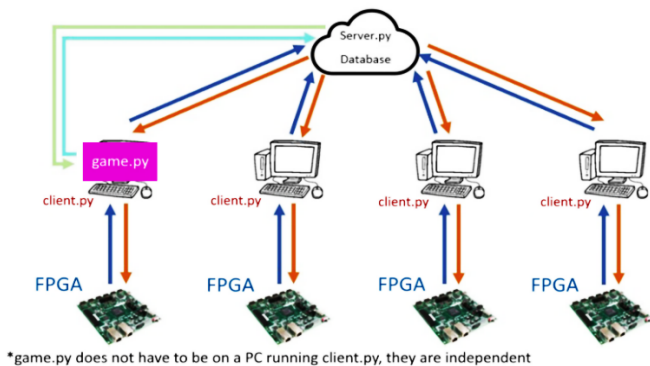 Server.py
Database
game.py
client.py
client.py
client.py
client.py
FPGA
FPGA
FPGA
FPGA
*game.py does not have to be on a PC running client.py, they are independent